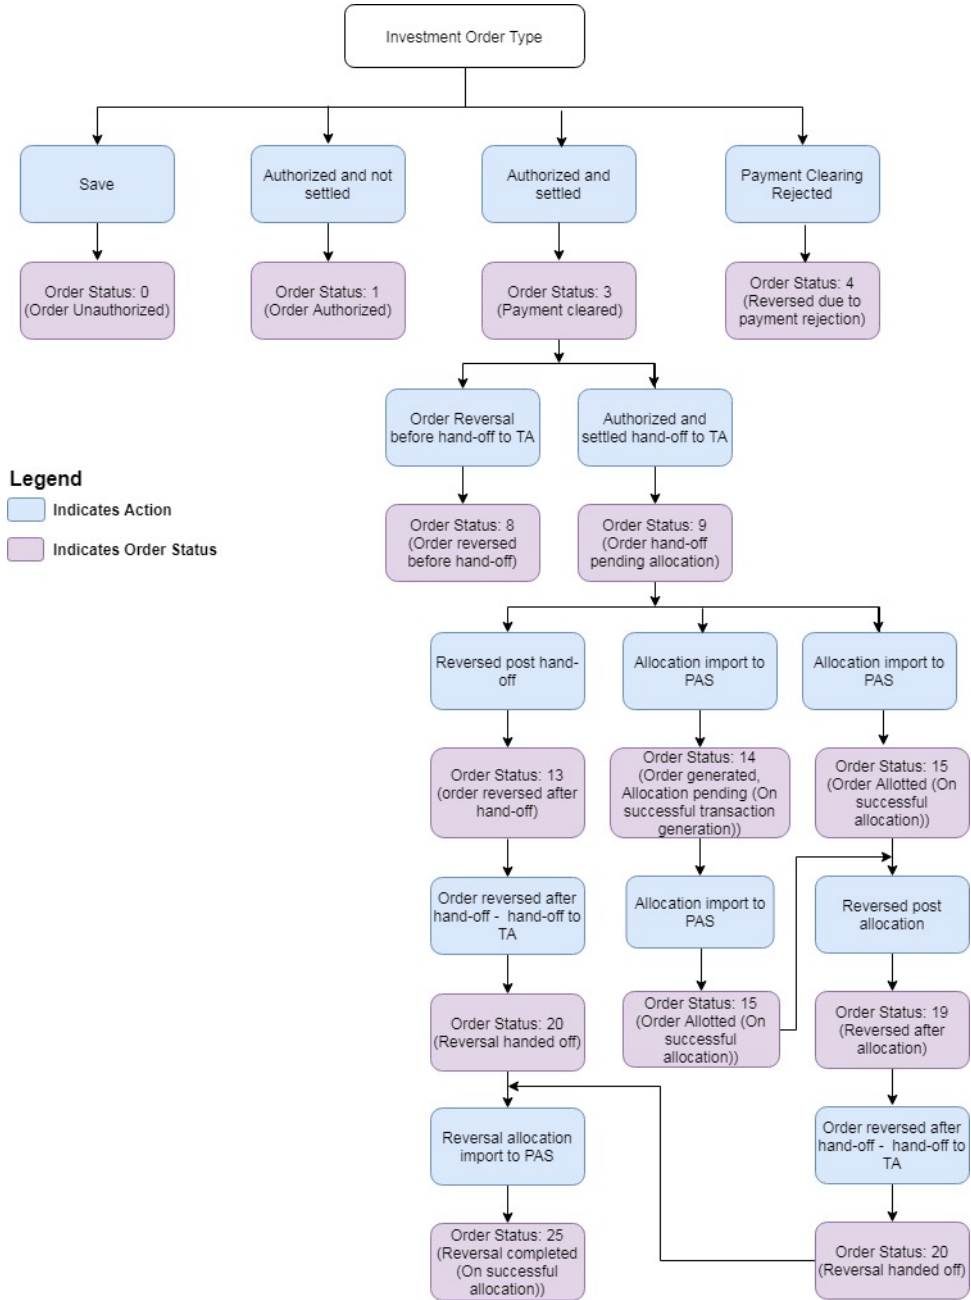 Investment Order Type
Save
Authorized and not
settled
Authorized and
settled
Payment Clearing
Rejected
Order Status: 0
(Order Unauthorized)
Order Status: 1
(Order Authorized)
Order Status: 3
(Payment cleared)
Order Status: 4
(Reversed due to
payment rejection)
Order Reversal
before hand-off to TA
Authorized and
settled hand-off to TA
Legend
Indicates Action
Indicates Order Status
Order Status: 8
(Order reversed
before hand-off)
Order Status: 9
(Order hand-off
pending allocation)
Reversed post hand-
off
Allocation import to
PAS
Allocation import to
PAS
Order Status: 13
(order reversed after
hand-off)
Order Status: 14
(Order generated,
Allocation pending (On
successful transaction
generation))
Order Status: 15
(Order Allotted (On
successful
allocation))
Order reversed after
hand-off - hand-off to
TA
Allocation import to
PAS
Reversed post
allocation
Order Status: 20
(Reversal handed off)
Order Status: 15
(Order Allotted (On
successful
allocation))
Order Status: 19
(Reversed after
allocation)
Reversal allocation
import to PAS
Order reversed after
hand-off - hand-off to
TA
Order Status: 25
(Reversal completed
(On successful
allocation))
Order Status: 20
(Reversal handed off)